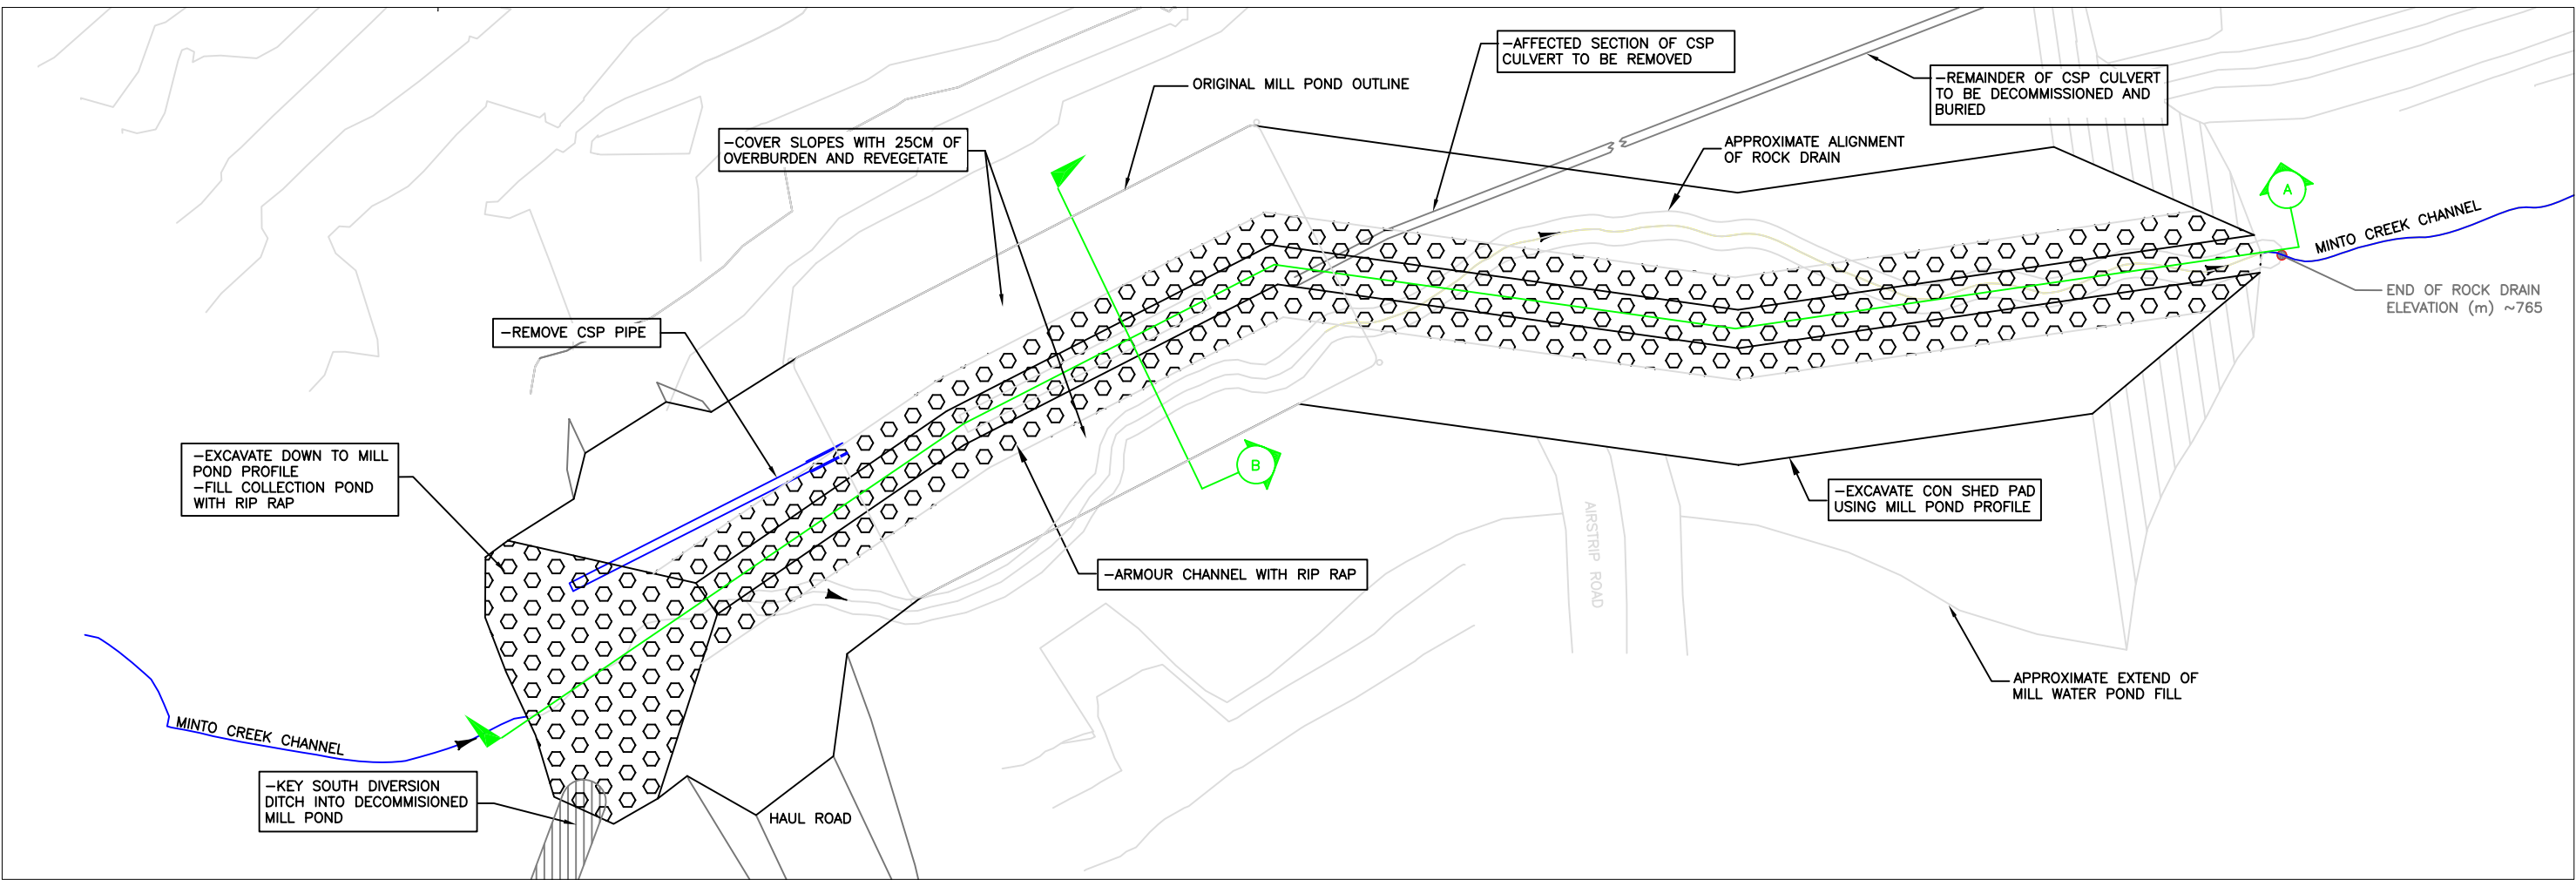 -AFFECTED SECTION OF CSP
CULVERT TO BE REMOVED
-REMAINDER OF CSP CULVERT
TO BE DECOMMISSIONED AND
BURIED
ORIGINAL MILL POND OUTLINE
-COVER SLOPES WITH 25CM OF
OVERBURDEN AND REVEGETATE
APPROXIMATE ALIGNMENT
OF ROCK DRAIN
A
MINTO CREEK CHANNEL
END OF ROCK DRAIN
ELEVATION (m) ~765
-REMOVE CSP PIPE
-EXCAVATE DOWN TO MILL
POND PROFILE
-FILL COLLECTION POND
WITH RIP RAP
B
-EXCAVATE CON SHED PAD
USING MILL POND PROFILE
AIRSTRIP ROAD
-ARMOUR CHANNEL WITH RIP RAP
APPROXIMATE EXTEND OF
MILL WATER POND FILL
MINTO CREEK CHANNEL
-KEY SOUTH DIVERSION
DITCH INTO DECOMMISIONED
MILL POND
HAUL ROAD